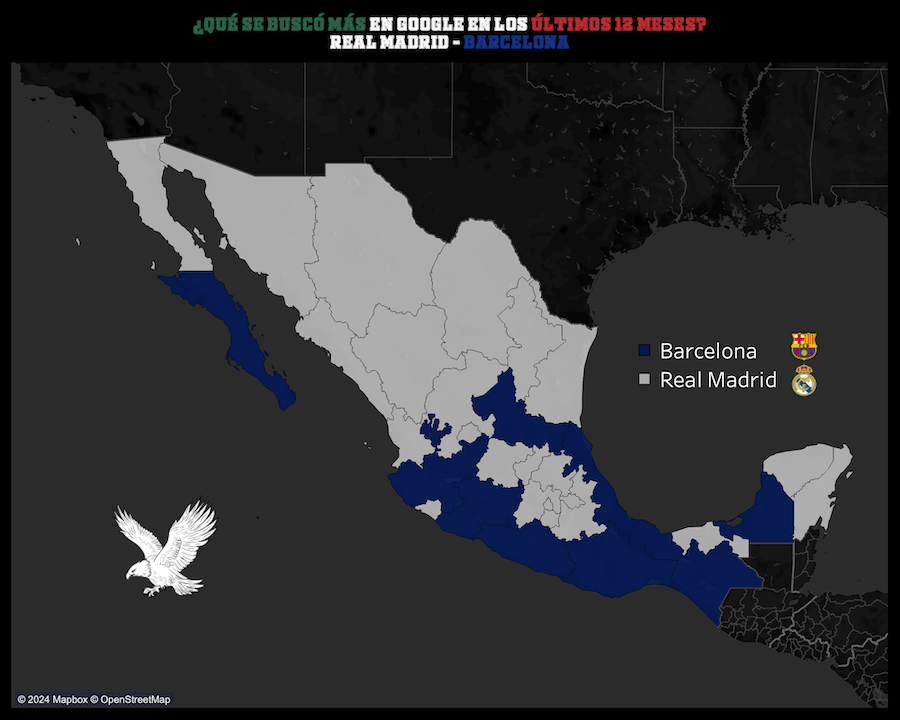 ¿QUÉ SE BUSCÓ MÁS EN GOOGLE EN LOS ÚLTIMOS 12 MESES?
REAL MADRID - BARCELONA
Barcelona
Real Madrid
© 2024 Mapbox © OpenStreetMap